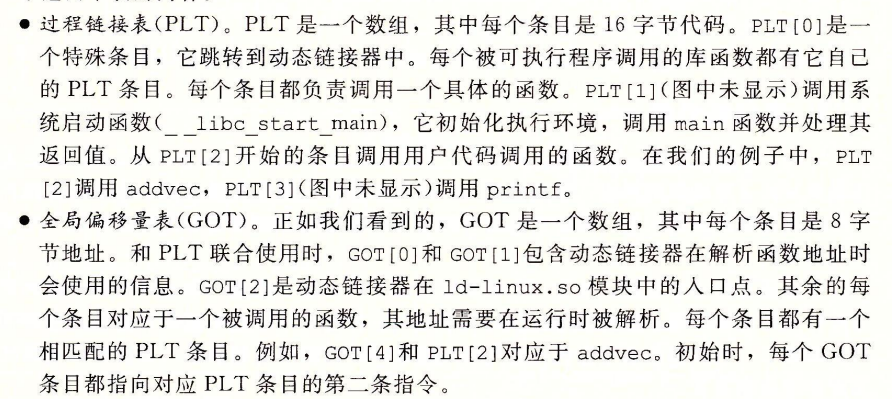 ● 过程链接表(PLT)。PLT 是一个数组，其中每个条目是 16 字节代码。PLT[0]是一
个特殊条目，它跳转到动态链接器中。每个被可执行程序调用的库函数都有它自己
的 PLT 条目。每个条目都负责调用一个具体的函数。PLT[1](图中未显示)调用系
统启动函数(__libc_start_main)，它初始化执行环境，调用 main 函数并处理其
返回值。从 PLT[2]开始的条目调用用户代码调用的函数。在我们的例子中，PLT
[2]调用 addvec，PLT[3](图中未显示)调用 printf。
● 全局偏移量表(GOT)。正如我们看到的，GOT 是一个数组，其中每个条目是 8 字
节地址。和 PLT 联合使用时，GOT[0]和 GOT[1]包含动态链接器在解析函数地址时
会使用的信息。GOT[2]是动态链接器在 ld-linux.so 模块中的入口点。其余的每
个条目对应于一个被调用的函数，其地址需要在运行时被解析。每个条目都有一个
相匹配的 PLT 条目。例如，GOT[4]和 PLT[2]对应于 addvec。初始时，每个 GOT
条目都指向对应 PLT 条目的第二条指令。